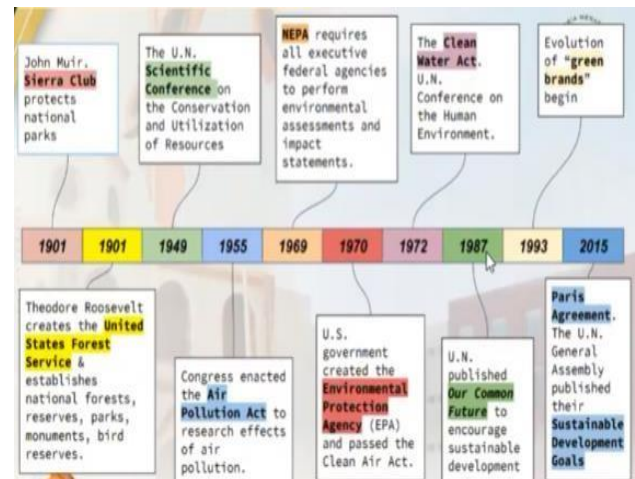 John Muir.
Sierra Club
protects
national
parks
The U.N.
Scientific
Conference on
the Conservation
and Utilization
of Resources
NEPA requires
all executive
federal agencies
to perform
environmental
assessments and
impact
statements.
The Clean
Water Act.
U.N.
Conference on
the Human
Environment.
Evolution
of "green
brands"
begin
1901 1901 1949 1955 1969 1970 1972 1987 1993 2015
Theodore Roosevelt
creates the United
States Forest
Service &
establishes
national forests,
reserves, parks,
monuments, bird
reserves.
Congress enacted
the Air
Pollution Act to
research effects
of air
pollution.
U.S.
government
created the
Environmental
Protection
Agency (EPA)
and passed the
Clean Air Act.
U.N.
published
Our Common
Future to
encourage
sustainable
development
Paris
Agreement.
The U.N.
General
Assembly
published
their
Sustainable
Development
Goals